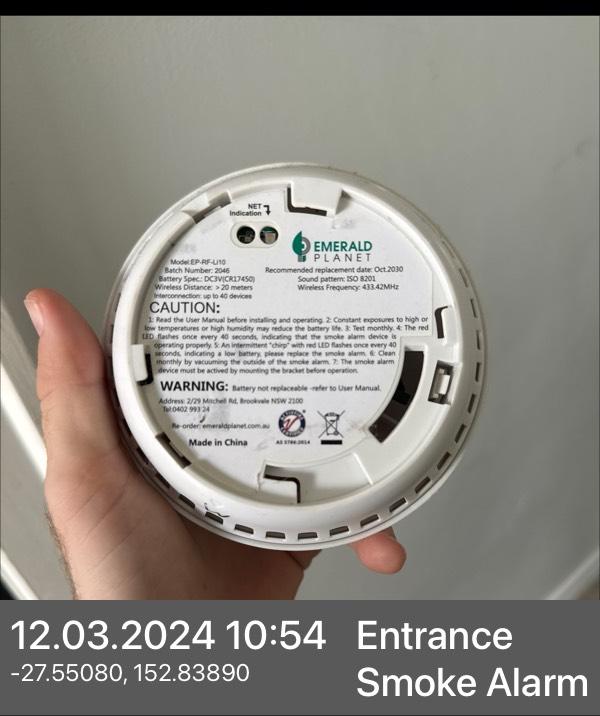 NET
Indication
EMERALD
PLANET
Model:EP-RF-Li10
Batch Number: 2046
Recommended replacement date: Oct.2030
Battery Spec.: DC3V(CR17450)
Sound pattern: ISO 8201
Wireless Distance: > 20 meters
Wireless Frequency: 433.42MHz
Interconnection: up to 40 devices
CAUTION:
1: Read the User Manual before installing and operating. 2: Constant exposures to high or
low temperatures or high humidity may reduce the battery life. 3: Test monthly. 4: The red
LED flashes once every 40 seconds, indicating that the smoke alarm device is
operating properly. 5: An intermittent "chirp" with red LED flashes once every 40
seconds, indicating a low battery, please replace the smoke alarm. 6: Clean
monthly by vacuuming the outside of the smoke alarm. 7: The smoke alarm
device must be actived by mounting the bracket before operation.
WARNING: Battery not replaceable -refer to User Manual.
Address: 2/29 Mitchell Rd, Brookvale NSW 2100
Tel:0402 993 24
Re-order: emeraldplanet.com.au
Made in China
AS 3786:2014
12.03.2024 10:54
-27.55080, 152.83890
Entrance
Smoke Alarm